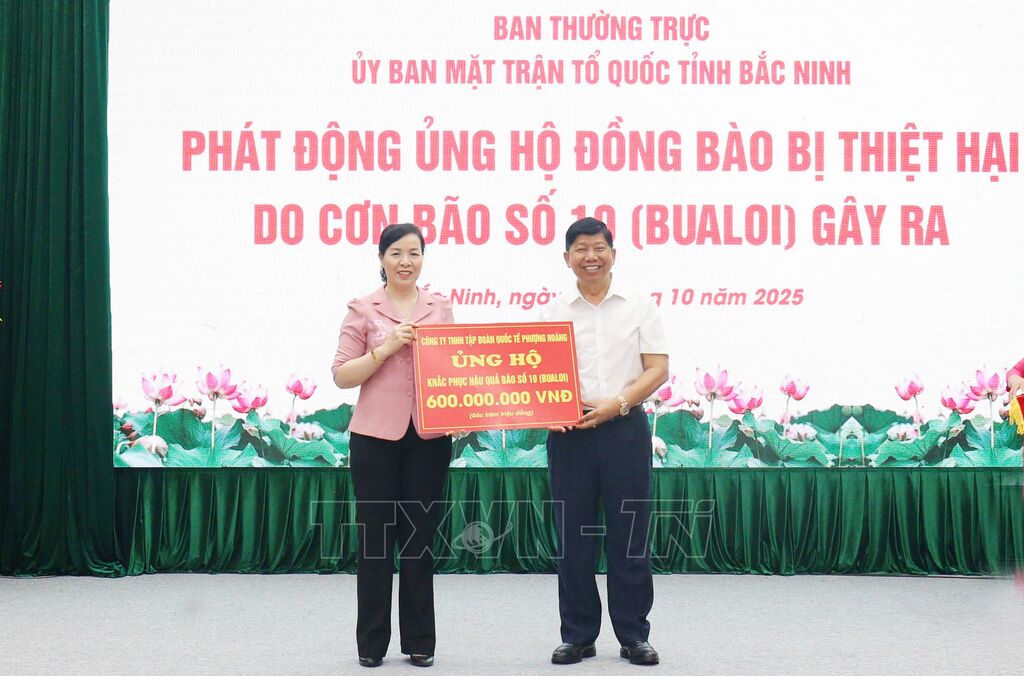 BAN THƯỜNG TRỰC
ỦY BAN MẶT TRẬN TỔ QUỐC TỈNH BẮC NINH
PHÁT ĐỘNG ỦNG HỘ ĐỒNG BÀO BỊ THIỆT HẠI
DO CƠN BÃO SỐ 10 (BUALOI) GÂY RA
Ninh, ngày 10 năm 2025
CÔNG TY TNHH TẬP ĐOÀN QUỐC TẾ PHƯỢNG HOÀNG
ỦNG HỘ
KHẮC PHỤC HẬU QUẢ BÃO SỐ 10 (BUALOI)
600.000.000 VNĐ
(Sáu trăm triệu đồng)
TTXVN-Tri